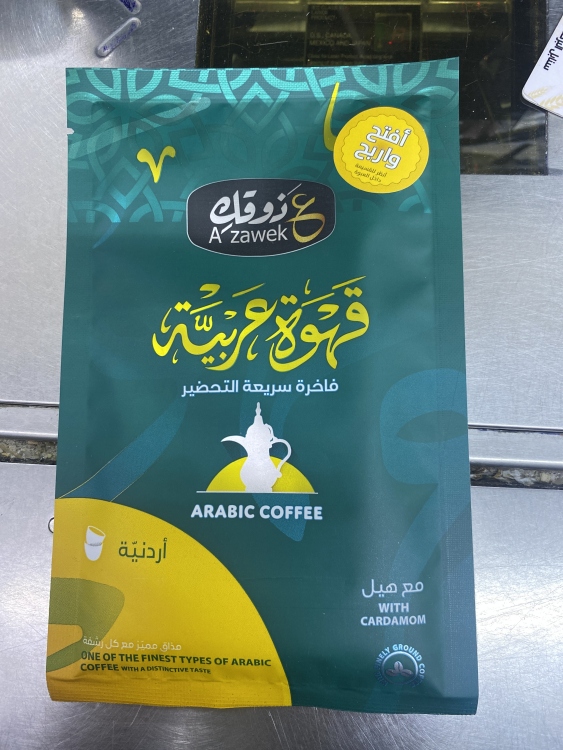 أفتح
واربح
ع ذوقك
A zawek
قهوة عربية
فاخرة سريعة التحضير
ARABIC COFFEE
أردنيّة
مع هيل
WITH
CARDAMOM
مذاق مميز مع كل رشفة
ONE OF THE FINEST TYPES OF ARABIC
COFFEE WITH A DISTINCTIVE TASTE
GROUND